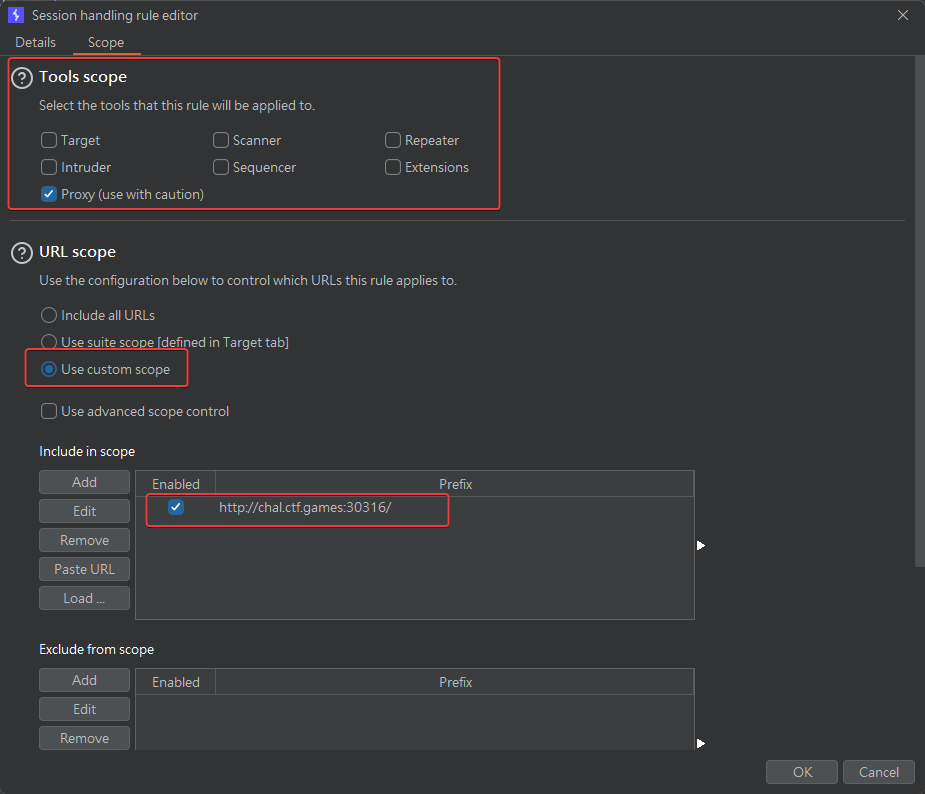 Session handling rule editor
Details Scope
Tools scope
Select the tools that this rule will be applied to.
Target Scanner Repeater
Intruder Sequencer Extensions
Proxy (use with caution)
URL scope
Use the configuration below to control which URLs this rule applies to.
Include all URLs
Use suite scope [defined in Target tab]
Use custom scope
Use advanced scope control
Include in scope
Add
Edit
Remove
Paste URL
Load ...
Enabled Prefix
http://chal.ctf.games:30316/
Exclude from scope
Add
Edit
Remove
Enabled Prefix
OK Cancel